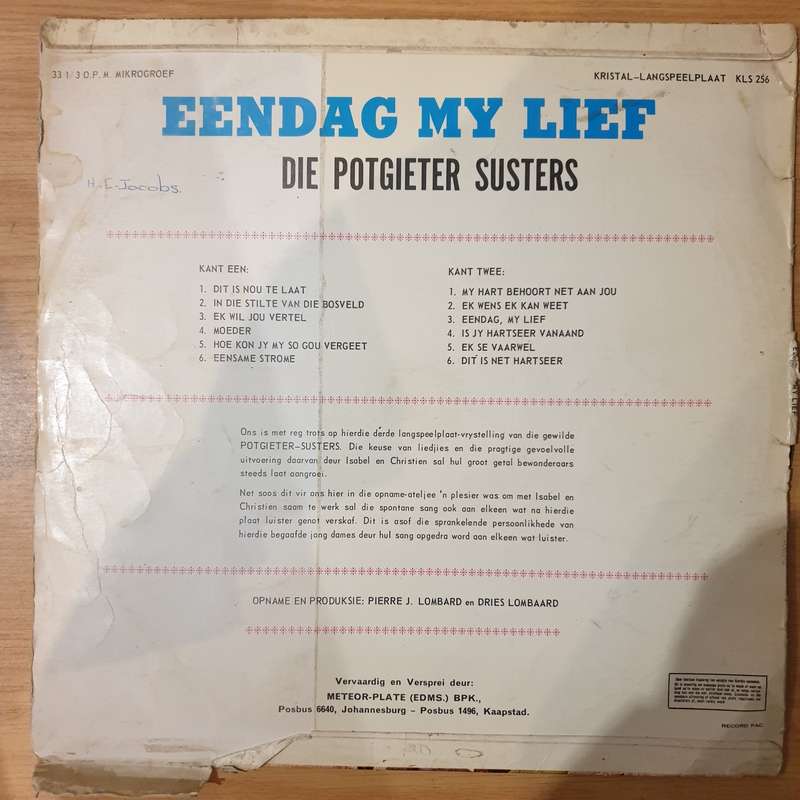 33 1/3 O.P.M. MIKROGROEF
KRISTAL-LANGSPEELPLAAT KLS 256
EENDAG MY LIEF
DIE POTGIETER SUSTERS
H. I. Jacobs.
KANT EEN:
1. DIT IS NOU TE LAAT
2. IN DIE STILTE VAN DIE BOSVELD
3. EK WIL JOU VERTEL
4. MOEDER
5. HOE KON JY MY SO GOU VERGEET
6. EENSAME STROME
KANT TWEE:
1. MY HART BEHOORT NET AAN JOU
2. EK WENS EK KAN WEET
3. EENDAG, MY LIEF
4. IS JY HARTSEER VANAAND
5. EK SE VAARWEL
6. DIT IS NET HARTSEER
Ons is met reg trots op hierdie derde langspeelplaat-vrystelling van die gewilde
POTGIETER-SUSTERS. Die keuse van liedjies en die pragtige gevoelvolle
uitvoering daarvan deur Isabel en Christien sal hul groot getal bewonderaars
steeds laat aangroei.
Net soos dit vir ons hier in die opname-ateljee 'n plesier was om met Isabel en
Christien saam te werk sal die spontane sang ook aan elkeen wat na hierdie
plaat luister genot verskaf. Dit is asof die sprankelende persoonlikhede van
hierdie begaafde jong dames deur hul sang opgedra word aan elkeen wat luister.
OPNAME EN PRODUKSIE: PIERRE J. LOMBARD en DRIES LOMBAARD
Vervaardig en Versprei deur:
METEOR-PLATE (EDMS.) BPK.,
Posbus 6640, Johannesburg – Posbus 1496, Kaapstad.
RECORD PAC
MY LIEF